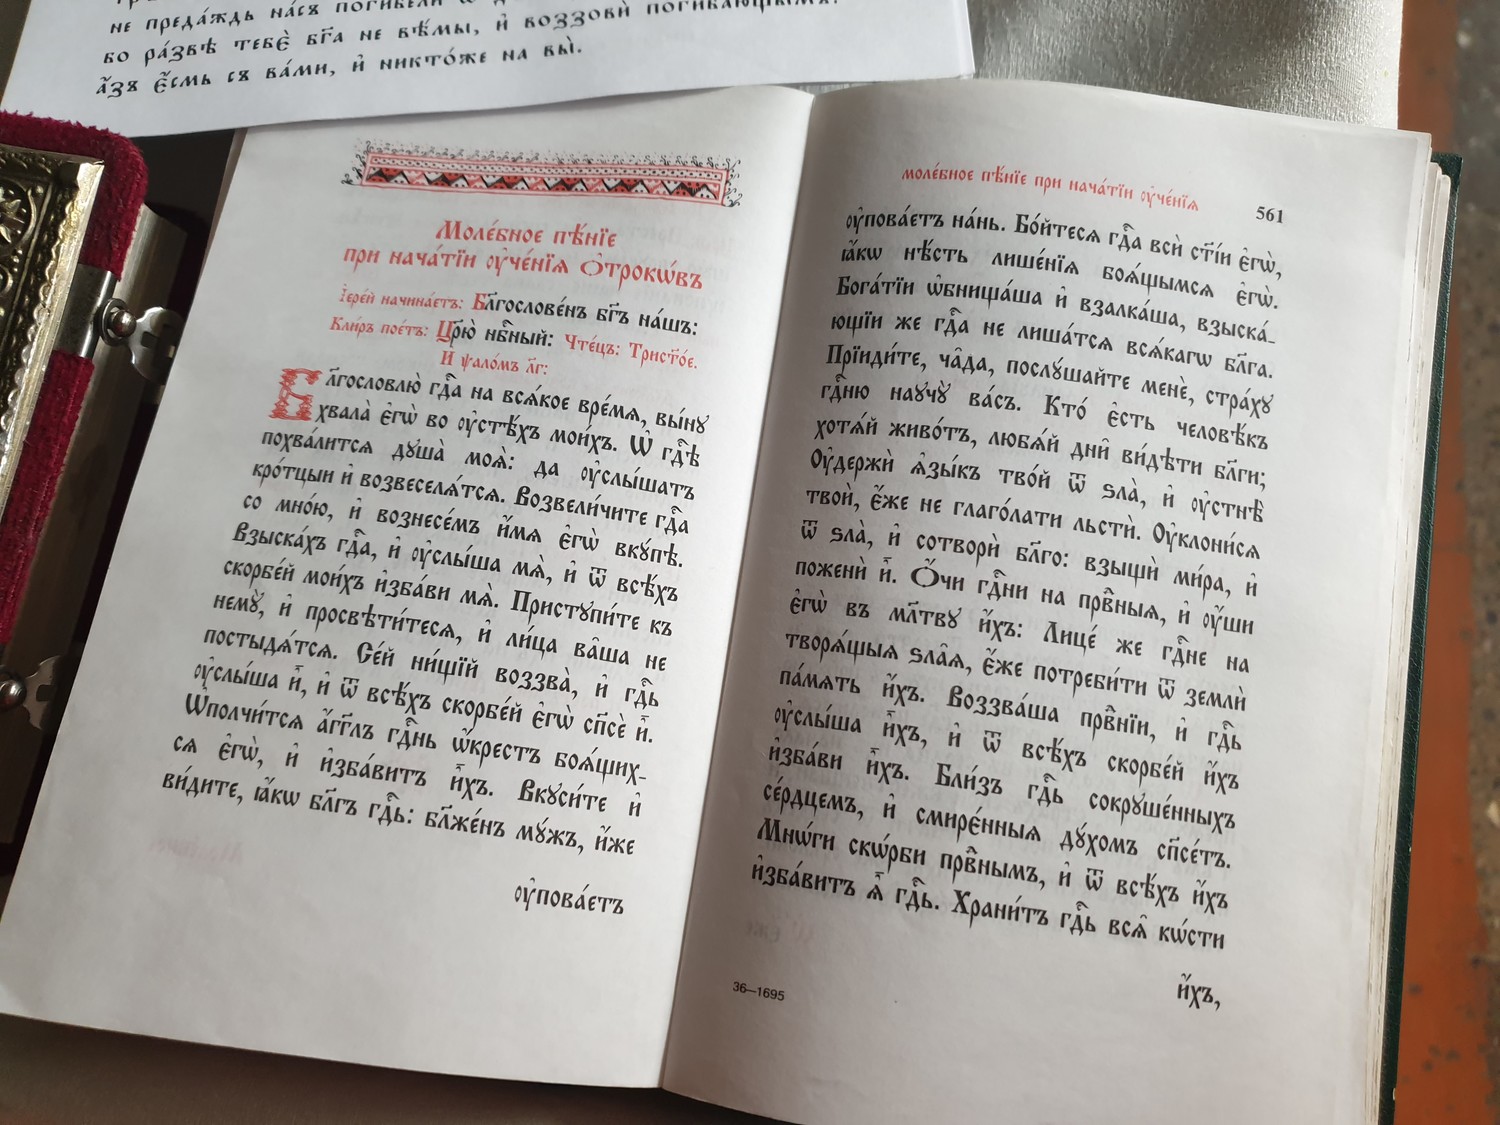 не преда́ждь на́съ погибели
бо ра́звѣ тебє̀ бг҃а не вѣ́мы, и҆ воззовѝ погибающымъ:
а҆́зъ є҆́смь съ ва́ми, и҆ никто́же на вы̀.
Моле́бное пѣ́нїе
при нача́тїи ᲂу҆че́нїѧ ѻ҆трокѡ́въ
І҆ере́й начина́етъ: Бл҃гослове́нъ бг҃ъ на́шъ:
Кли́ръ пое́тъ: Цр҃ю̀ нбⷭ҇ный: Чте́цъ: Трист҃о́е.
И ѱало́мъ л҃г:
Бл҃гословлю̀ гдⷭ҇а на всѧ́кое вре́мѧ, вы́нꙋ
хвала̀ є҆гѡ̀ во ᲂу҆стѣ́хъ мои́хъ. Ѡ҆ гдⷭ҇ѣ
похва́литсѧ дꙋша̀ моѧ̀: да ᲂу҆слы́шатъ
кро́тцыи и҆ возвеселѧ́тсѧ. Возвели́чите гдⷭ҇а
со мно́ю, и҆ вознесе́мъ и҆́мѧ є҆гѡ̀ вкꙋ́пѣ.
Взыска́хъ гдⷭ҇а, и҆ ᲂу҆слы́ша мѧ̀, и҆ ѿ всѣ́хъ
скорбе́й мои́хъ и҆зба́ви мѧ̀. Пристꙋпи́те къ
немꙋ̀, и҆ просвѣти́тесѧ, и҆ ли́ца ва̑ша не
постыдѧ́тсѧ. Се́й ни́щїй воззва̀, и҆ гдⷭ҇ь
ᲂу҆слы́ша и҆̀, и҆ ѿ всѣ́хъ скорбе́й є҆гѡ̀ сп҃сѐ и҆̀.
Ѡ҆полчи́тсѧ а҆́гг҃лъ гдⷭ҇нь ѡ҆́крестъ боѧ́щих_
сѧ є҆гѡ̀, и҆ и҆зба́витъ и҆̀хъ. Вкꙋси́те и҆
ви́дите, ꙗ҆́кѡ бл҃гъ гдⷭ҇ь: бл҃же́нъ мꙋ́жъ, и҆́же
ᲂу҆пова́етъ
моле́бное пѣ́нїе при нача́тїи ᲂу҆че́нїѧ
561
ᲂу҆пова́етъ на́нь. Бо́йтесѧ гдⷭ҇а всѝ ст҃і́и є҆гѡ̀,
ꙗ҆́кѡ нѣ́сть лише́нїѧ боѧ́щымсѧ є҆гѡ̀.
Бога́тїи ѡ҆бнища́ша и҆ взалка́ша, взыска́_
ющїи же гдⷭ҇а не лиша́тсѧ всѧ́кагѡ бл҃га.
Прїиди́те, ча̑да, послꙋ́шайте менѐ, стра́хꙋ
гдⷭ҇ню наꙋчꙋ̀ ва́съ. Кто́ є҆сть человѣ́къ
хотѧ́й живо́тъ, любѧ́й дни̑ ви́дѣти бл҃ги;
Оу҆держѝ ѧ҆зы́къ тво́й ѿ ѕла̀, и҆ ᲂу҆стнѣ̑
твоѝ, є҆́же не глаго́лати льстѝ. Оу҆клони́сѧ
ѿ ѕла̀, и҆ сотворѝ бл҃го: взыщѝ ми́ра, и҆
поженѝ и҆̀. Ѻ҆́чи гдⷭ҇ни на прⷡ҇ныѧ, и҆ ᲂу҆́ши
є҆гѡ̀ въ мл҃твꙋ и҆́хъ: Лице́ же гдⷭ҇не на
творѧ́щыѧ ѕла̑ѧ, є҆́же потреби́ти ѿ землѝ
па́мѧть и҆́хъ. Воззва́ша прⷡ҇нїи, и҆ гдⷭ҇ь
ᲂу҆слы́ша и҆̀хъ, и҆ ѿ всѣ́хъ скорбе́й и҆́хъ
и҆зба́ви и҆̀хъ. Бли́зъ гдⷭ҇ь сокрꙋше́нныхъ
се́рдцемъ, и҆ смире́нныѧ дꙋ́хомъ сп҃се́тъ.
Мнѡ́ги скѡ́рби прⷡ҇нымъ, и҆ ѿ всѣ́хъ и҆́хъ
и҆зба́витъ ѧ҆̀ гдⷭ҇ь. Храни́тъ гдⷭ҇ь всѧ̑ кѡ́сти
и҆́хъ,
36—1695